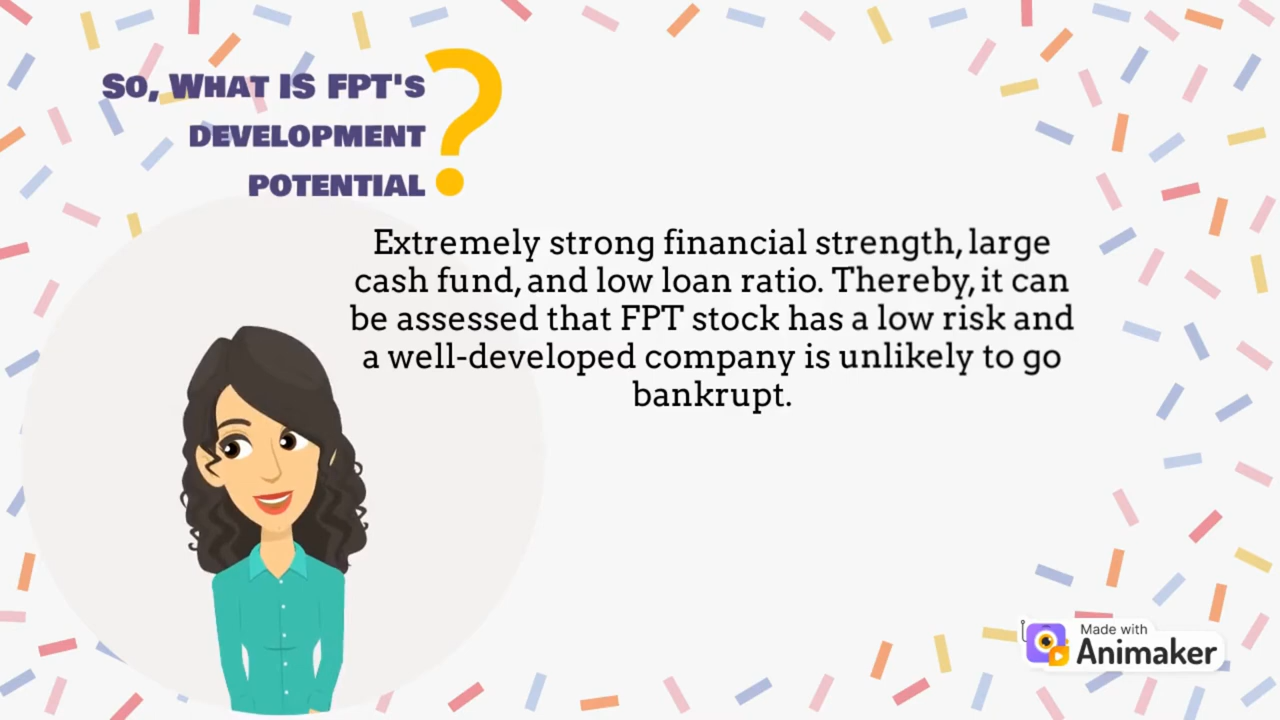 So, What IS FPT's
development
potential
?
Extremely strong financial strength, large
cash fund, and low loan ratio. Thereby, it can
be assessed that FPT stock has a low risk and
a well-developed company is unlikely to go
bankrupt.
Made with
Animaker